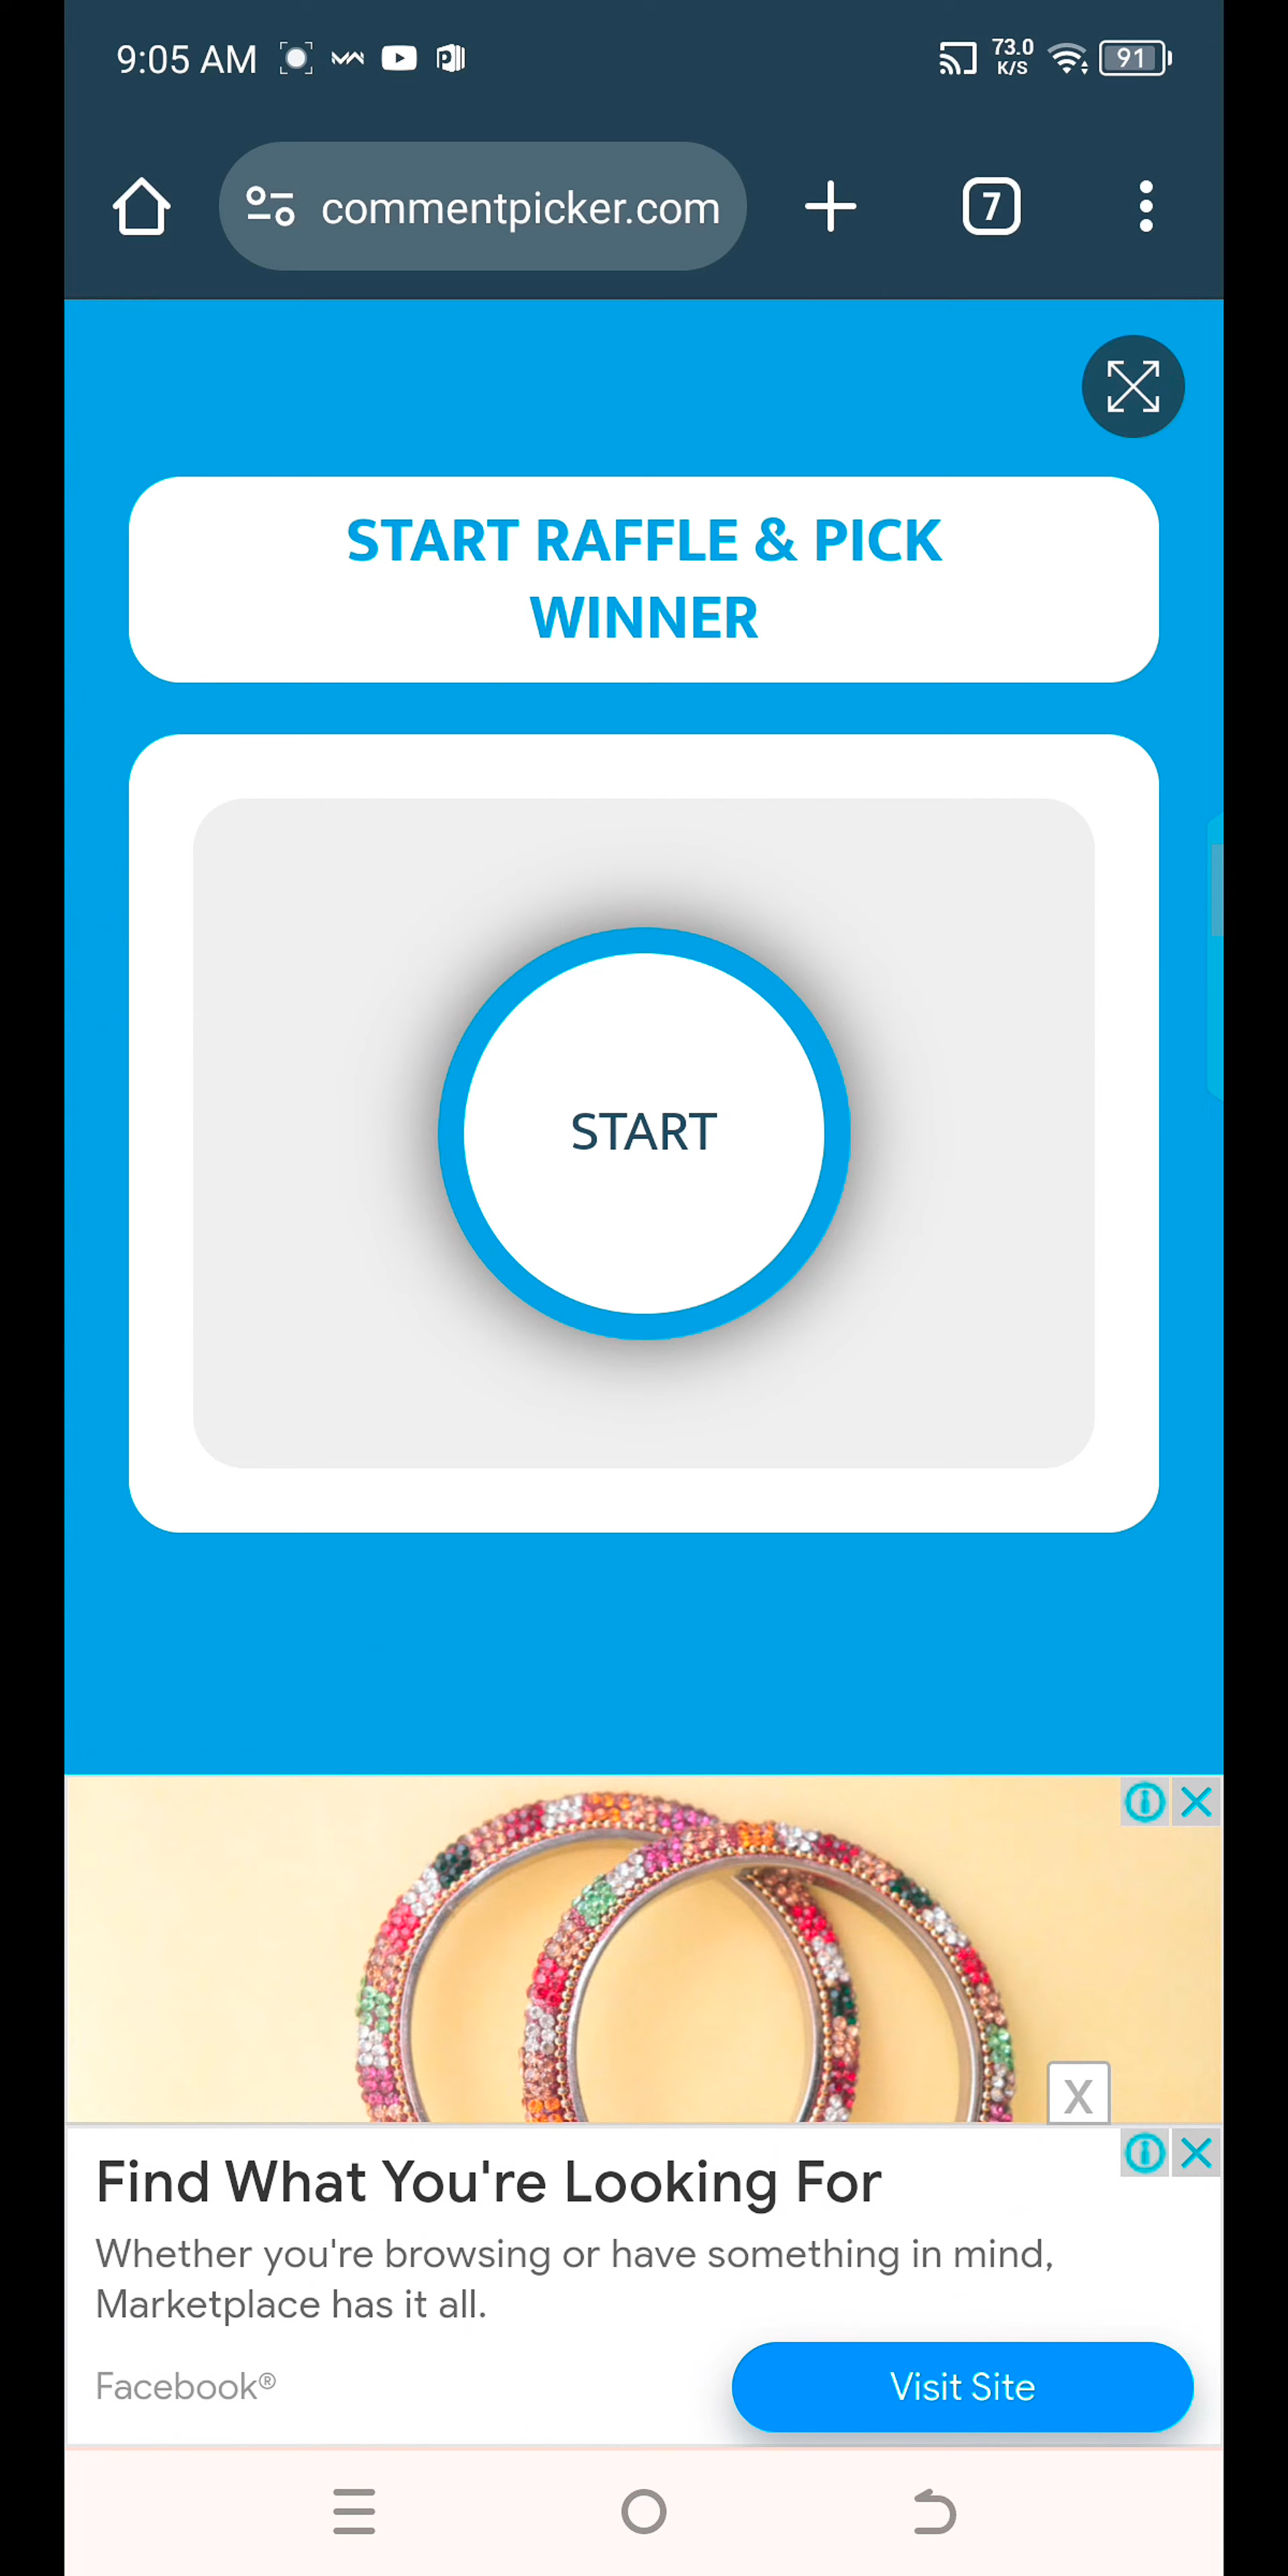 9:05 AM
73.0
K/S
91
commentpicker.com
7
START RAFFLE & PICK
WINNER
START
X
Find What You're Looking For
Whether you're browsing or have something in mind,
Marketplace has it all.
Facebook®
Visit Site